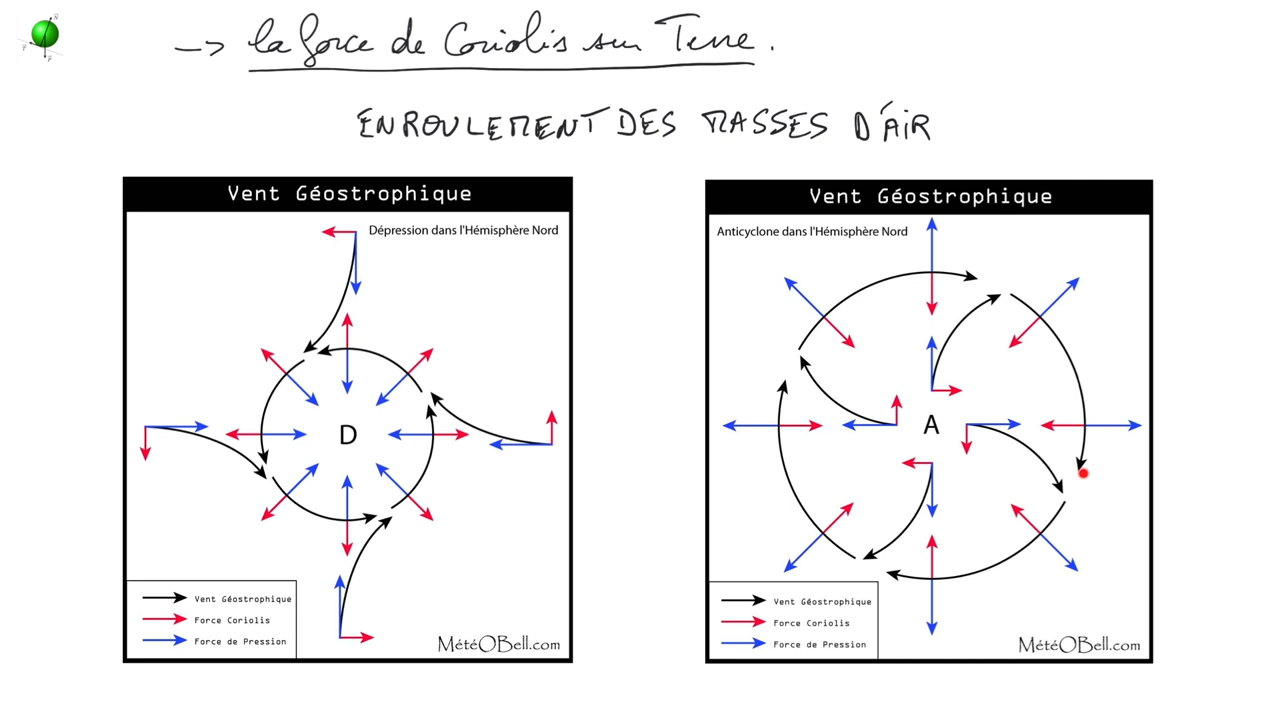 -> la force de Coriolis sur Terre.
ENROULEMENT DES MASSES D'AIR
Vent Géostrophique
Dépression dans l'Hémisphère Nord
D
Vent Géostrophique
Force Coriolis
Force de Pression
MétéOBell.com
Vent Géostrophique
Anticyclone dans l'Hémisphère Nord
A
Vent Géostrophique
Force Coriolis
Force de Pression
MétéOBell.com